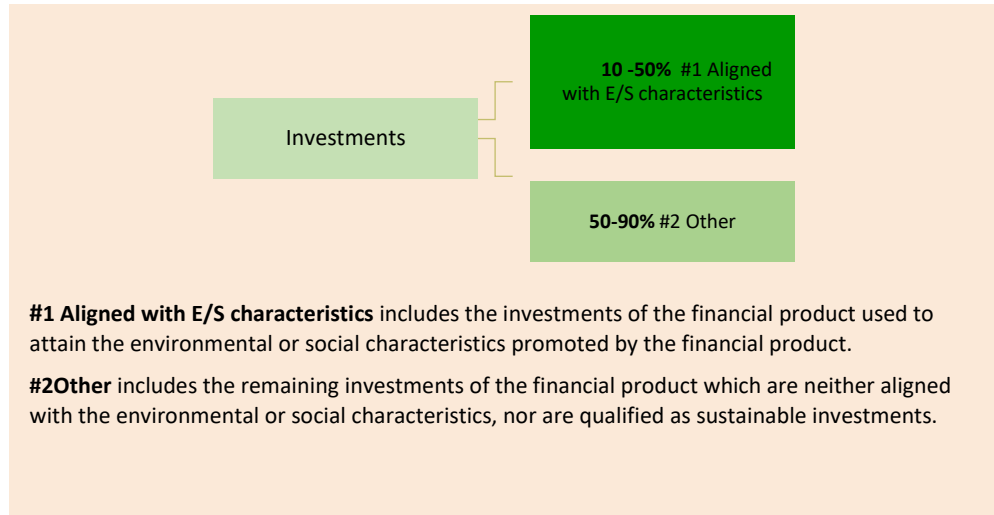 10 -50% #1 Aligned
with E/S characteristics
Investments
50-90% #2 Other
#1 Aligned with E/S characteristics includes the investments of the financial product used to
attain the environmental or social characteristics promoted by the financial product.
#2Other includes the remaining investments of the financial product which are neither aligned
with the environmental or social characteristics, nor are qualified as sustainable investments.